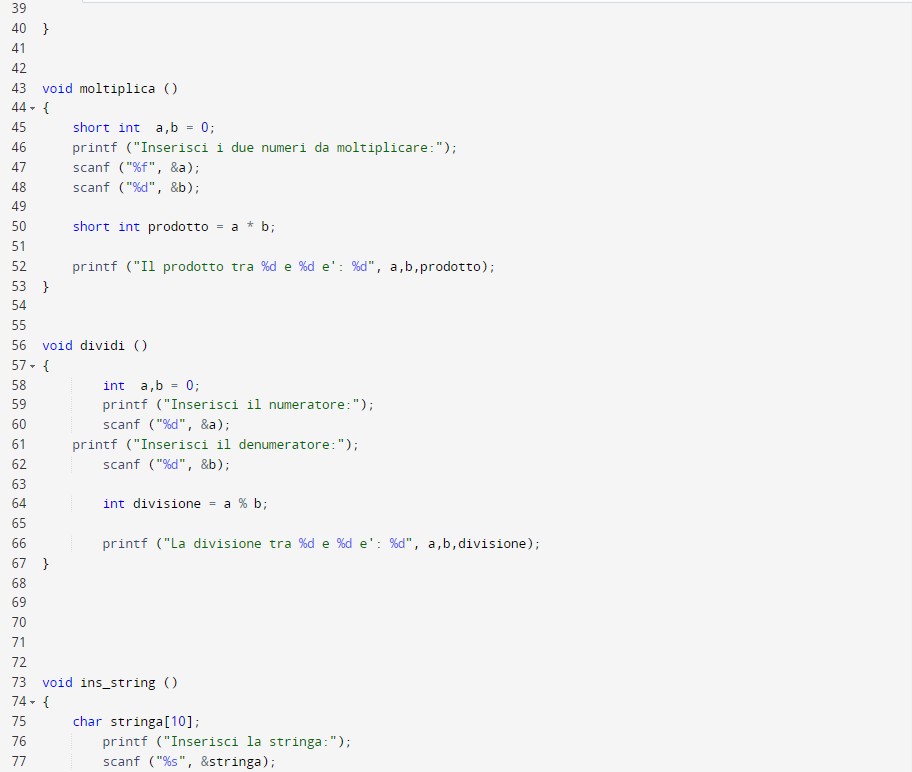 39
40 }
41
42
43 void moltiplica ()
44 {
45 short int  a,b = 0;
46 printf ("Inserisci i due numeri da moltiplicare:");
47 scanf ("%f", &a);
48 scanf ("%d", &b);
49
50 short int prodotto = a * b;
51
52 printf ("Il prodotto tra %d e %d e': %d", a,b,prodotto);
53 }
54
55
56 void dividi ()
57 {
58 int  a,b = 0;
59 printf ("Inserisci il numeratore:");
60 scanf ("%d", &a);
61 printf ("Inserisci il denumeratore:");
62 scanf ("%d", &b);
63
64 int divisione = a % b;
65
66 printf ("La divisione tra %d e %d e': %d", a,b,divisione);
67 }
68
69
70
71
72
73 void ins_string ()
74 {
75 char stringa[10];
76 printf ("Inserisci la stringa:");
77 scanf ("%s", &stringa);